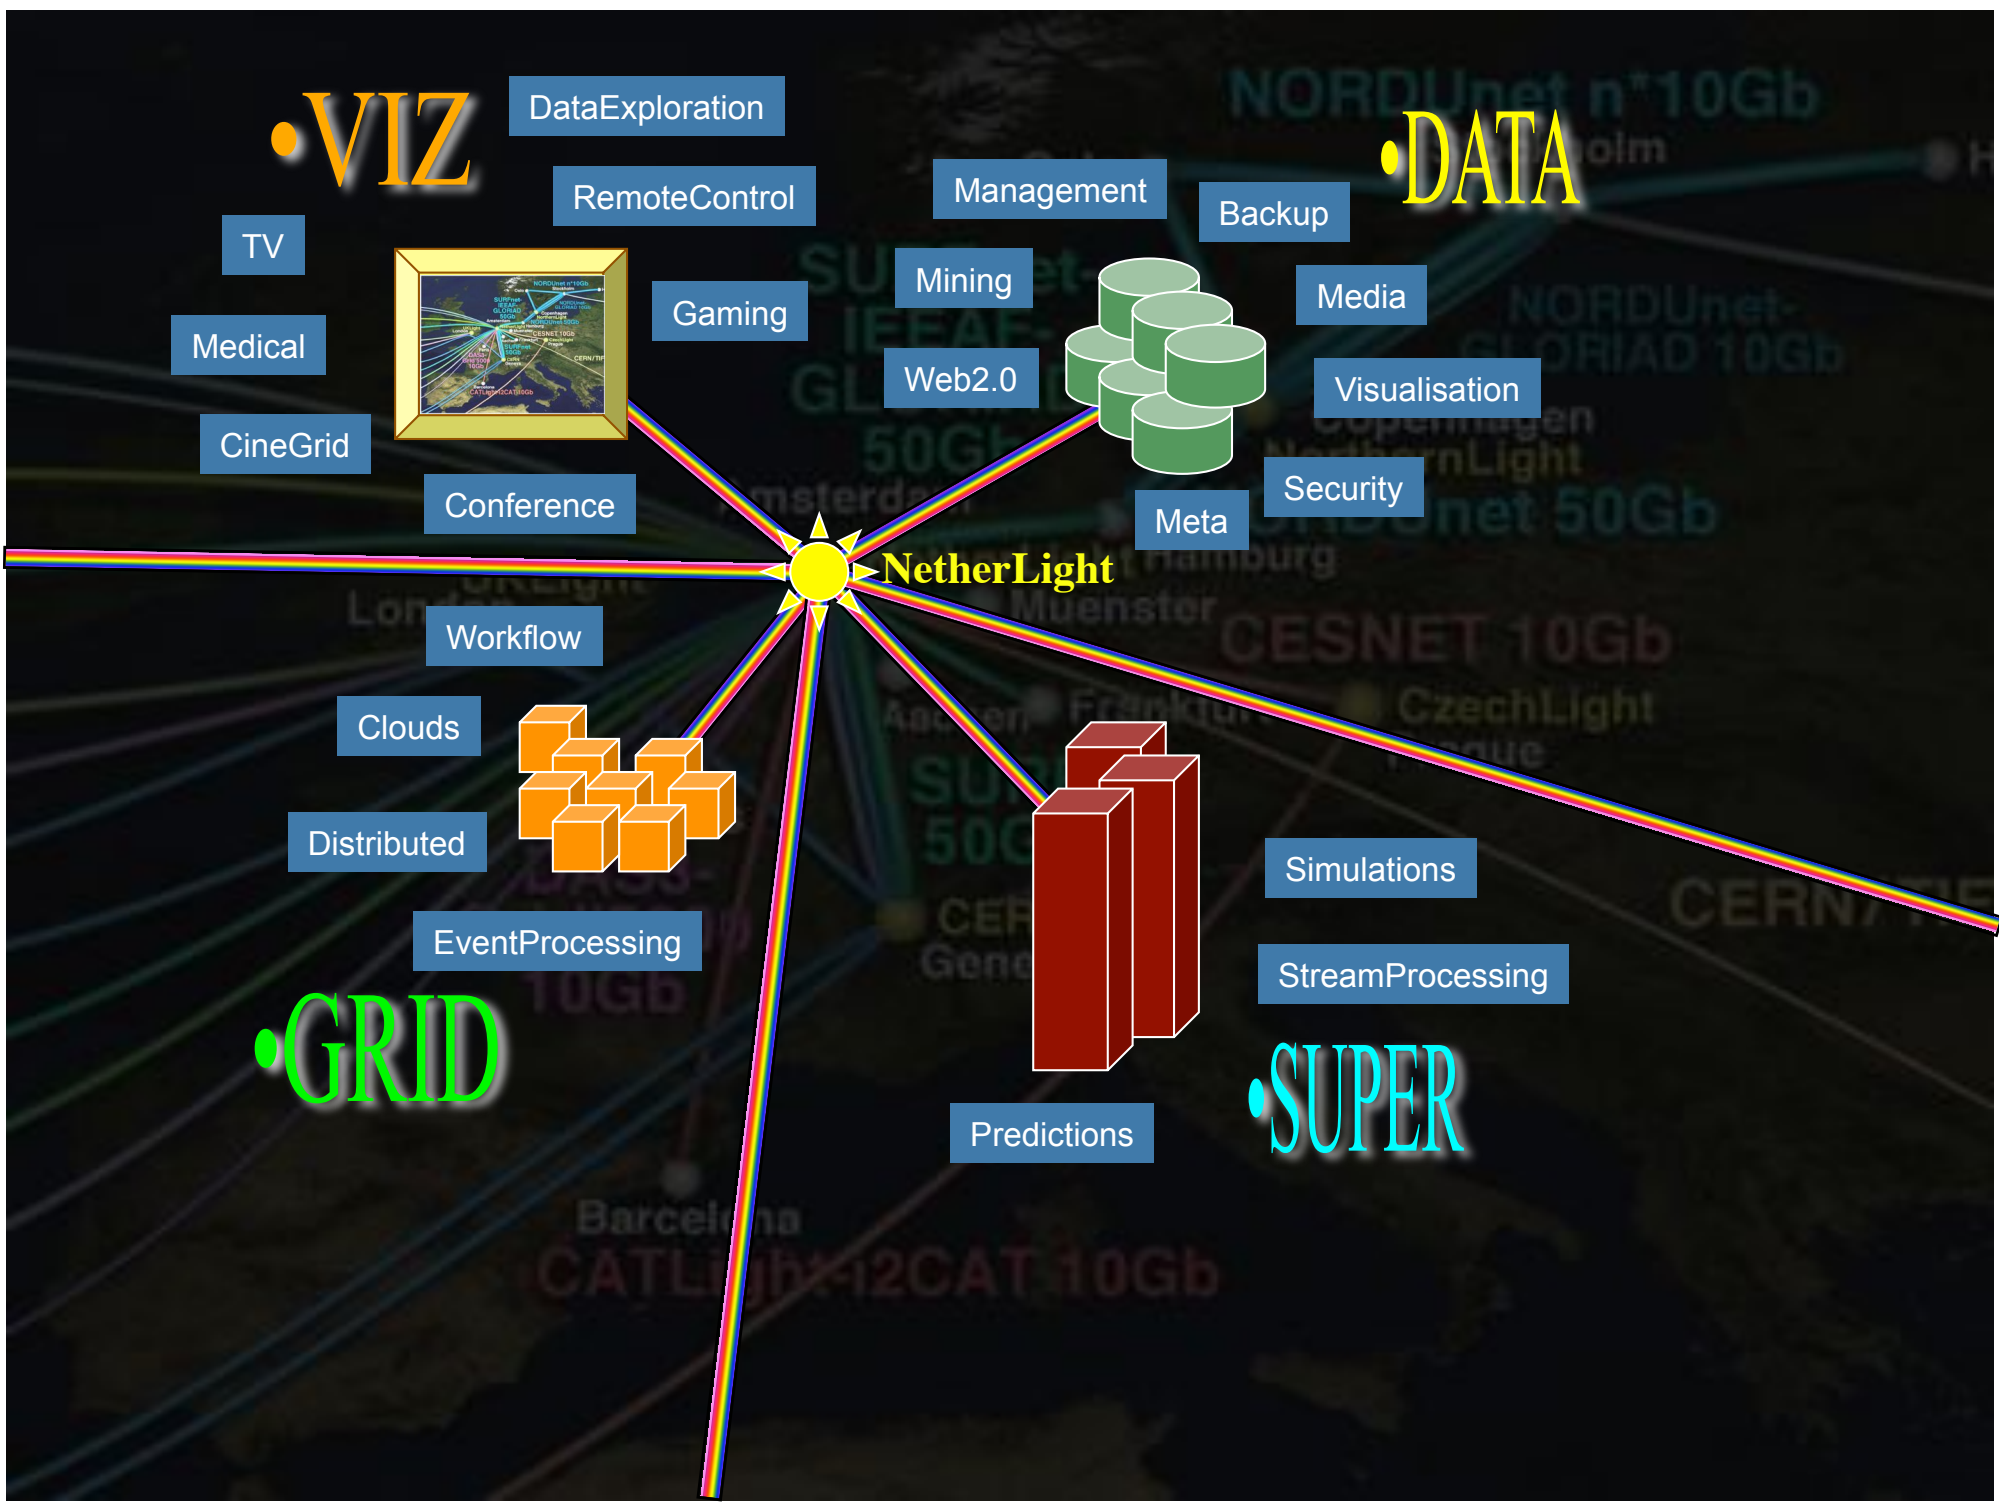 •VIZ
DataExploration
RemoteControl
TV
Gaming
Medical
CineGrid
Conference
•DATA
Management
Backup
Mining
Media
Web2.0
Visualisation
Security
Meta
NetherLight
Workflow
Clouds
Distributed
EventProcessing
•GRID
Simulations
StreamProcessing
•SUPER
Predictions
NORDUnet n*10Gb
NORDUnet-
GLORIAD 10Gb
Copenhagen
50Gb
Hamburg
Muenster
CESNET 10Gb
CzechLight
10Gb
Barcelona
CATLight-i2CAT 10Gb